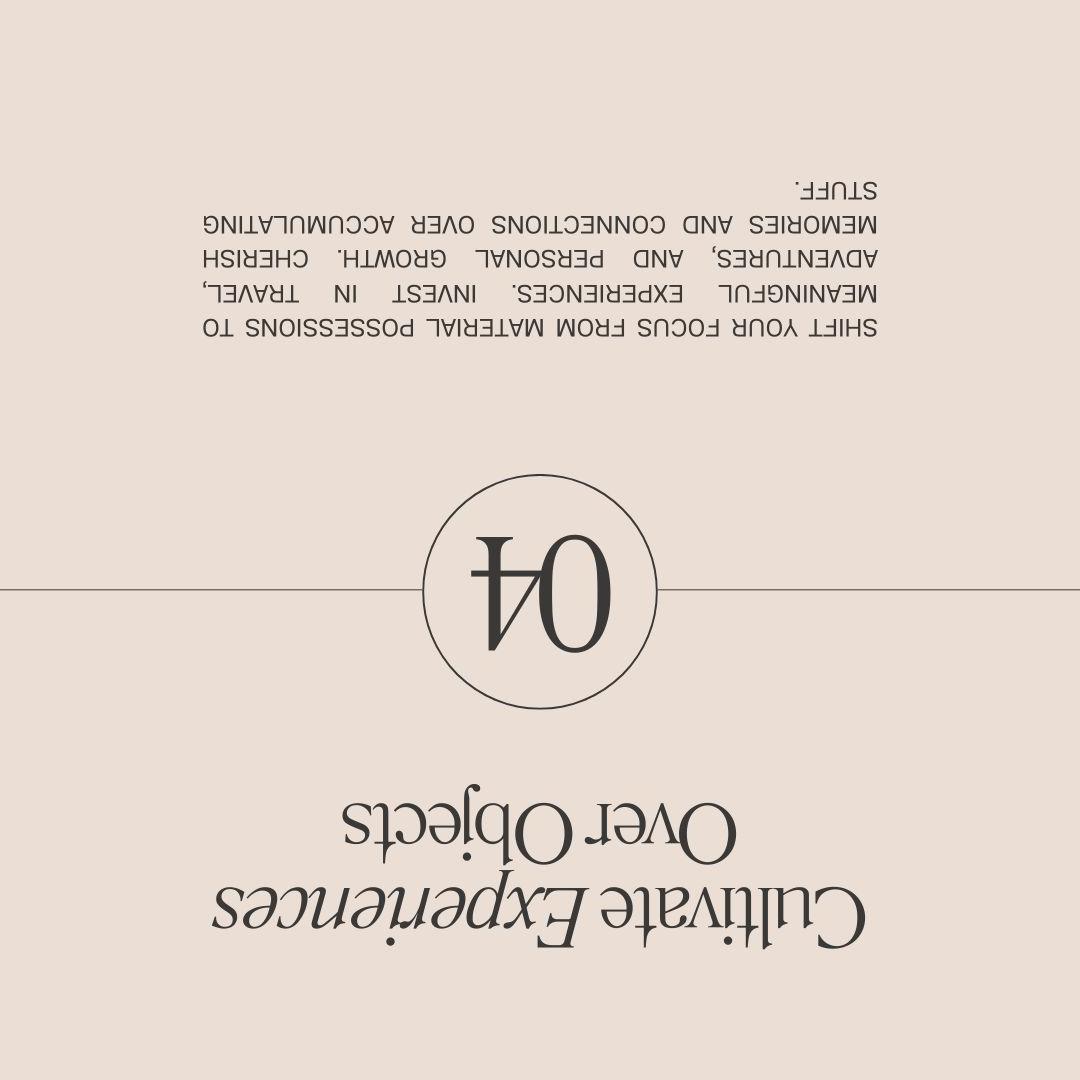 Cultivate Experiences
Over Objects
04
SHIFT YOUR FOCUS FROM MATERIAL POSSESSIONS TO
MEANINGFUL EXPERIENCES. INVEST IN TRAVEL,
ADVENTURES, AND PERSONAL GROWTH. CHERISH
MEMORIES AND CONNECTIONS OVER ACCUMULATING
STUFF.